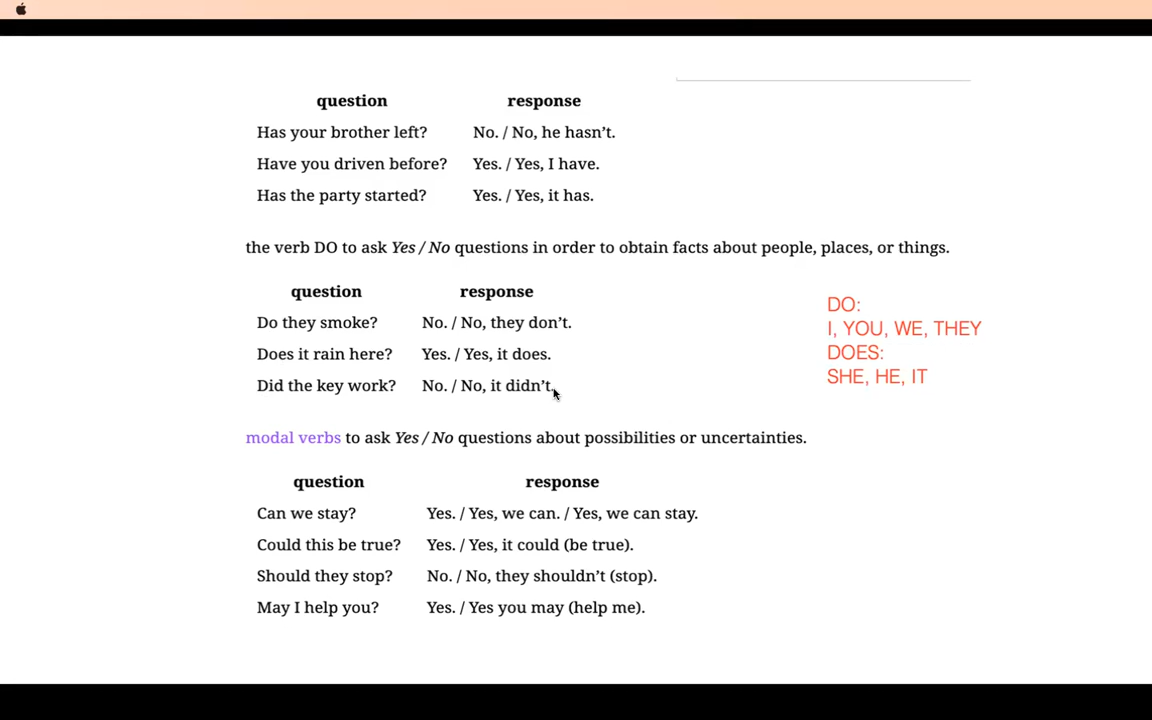 question response
Has your brother left? No. / No, he hasn’t.
Have you driven before? Yes. / Yes, I have.
Has the party started? Yes. / Yes, it has.
the verb DO to ask Yes / No questions in order to obtain facts about people, places, or things.
question response
Do they smoke? No. / No, they don’t.
Does it rain here? Yes. / Yes, it does.
Did the key work? No. / No, it didn’t.
DO:
I, YOU, WE, THEY
DOES:
SHE, HE, IT
modal verbs to ask Yes / No questions about possibilities or uncertainties.
question response
Can we stay? Yes. / Yes, we can. / Yes, we can stay.
Could this be true? Yes. / Yes, it could (be true).
Should they stop? No. / No, they shouldn’t (stop).
May I help you? Yes. / Yes you may (help me).